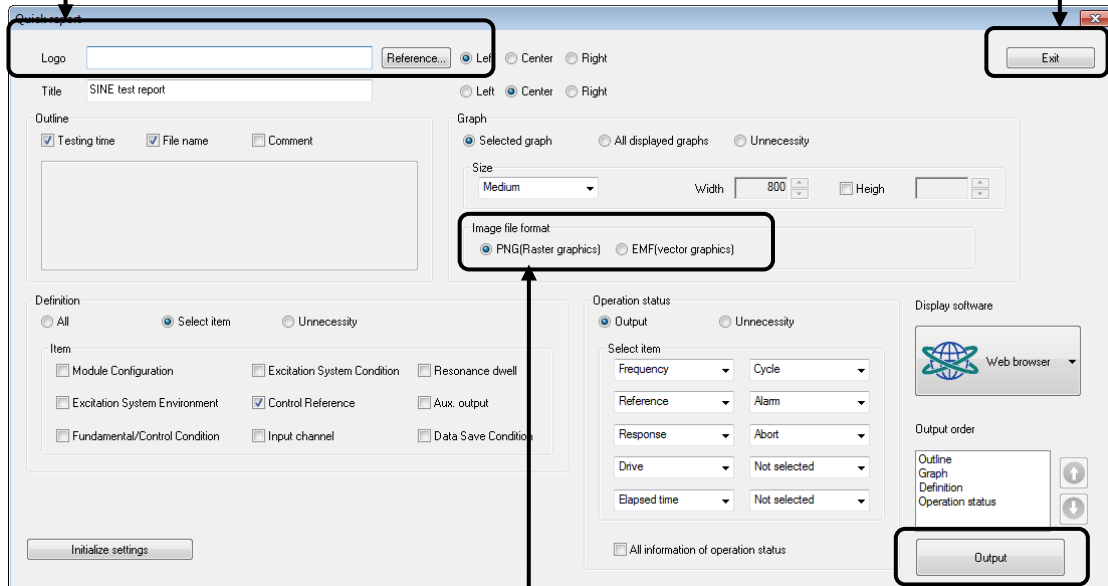 Quick report
Logo Reference... Left Center Right Exit
Title SINE test report Left Center Right
Outline
Testing time File name Comment
Graph
Selected graph All displayed graphs Unnecessity
Size
Medium Width 800 Heigh
Image file format
PNG(Raster graphics) EMF(vector graphics)
Definition
All Select item Unnecessity
Item
Module Configuration Excitation System Condition Resonance dwell
Excitation System Environment Control Reference Aux. output
Fundamental/Control Condition Input channel Data Save Condition
Operation status
Output Unnecessity
Select item
Frequency Cycle
Reference Alarm
Response Abort
Drive Not selected
Elapsed time Not selected
All information of operation status
Display software
Web browser
Output order
Outline
Graph
Definition
Operation status
Initialize settings
Output